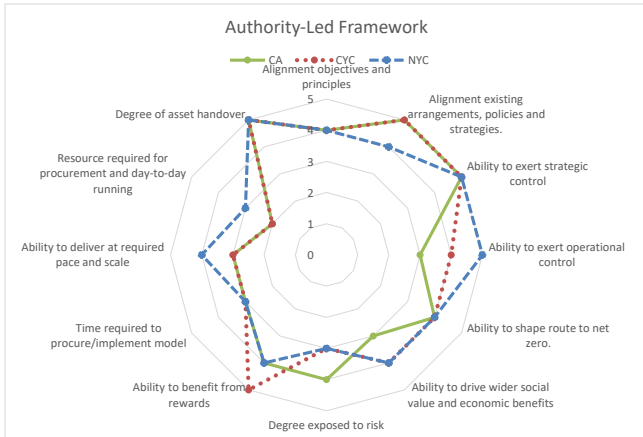 Authority-Led Framework
CA CYC NYC
Alignment objectives and
principles
Alignment existing
arrangements, policies and
strategies.
Ability to exert strategic
control
Ability to exert operational
control
Ability to shape route to net
zero.
Ability to drive wider social
value and economic benefits
Degree exposed to risk
Ability to benefit from
rewards
Time required to
procure/implement model
Ability to deliver at required
pace and scale
Resource required for
procurement and day-to-day
running
Degree of asset handover
5
4
3
2
1
0